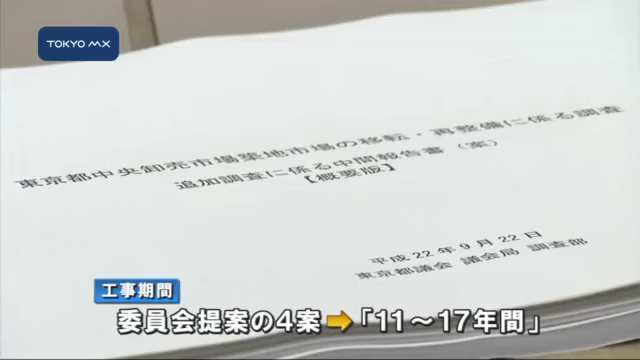 TOKYO MX
東京都中央卸売市場築地市場の移転・再整備に係る調査
追加調査に係る中間報告書（案）
【概要版】
平成22年9月22日
東京都議会 議会局 調査部
工事期間
委員会提案の4案➡「11～17年間」